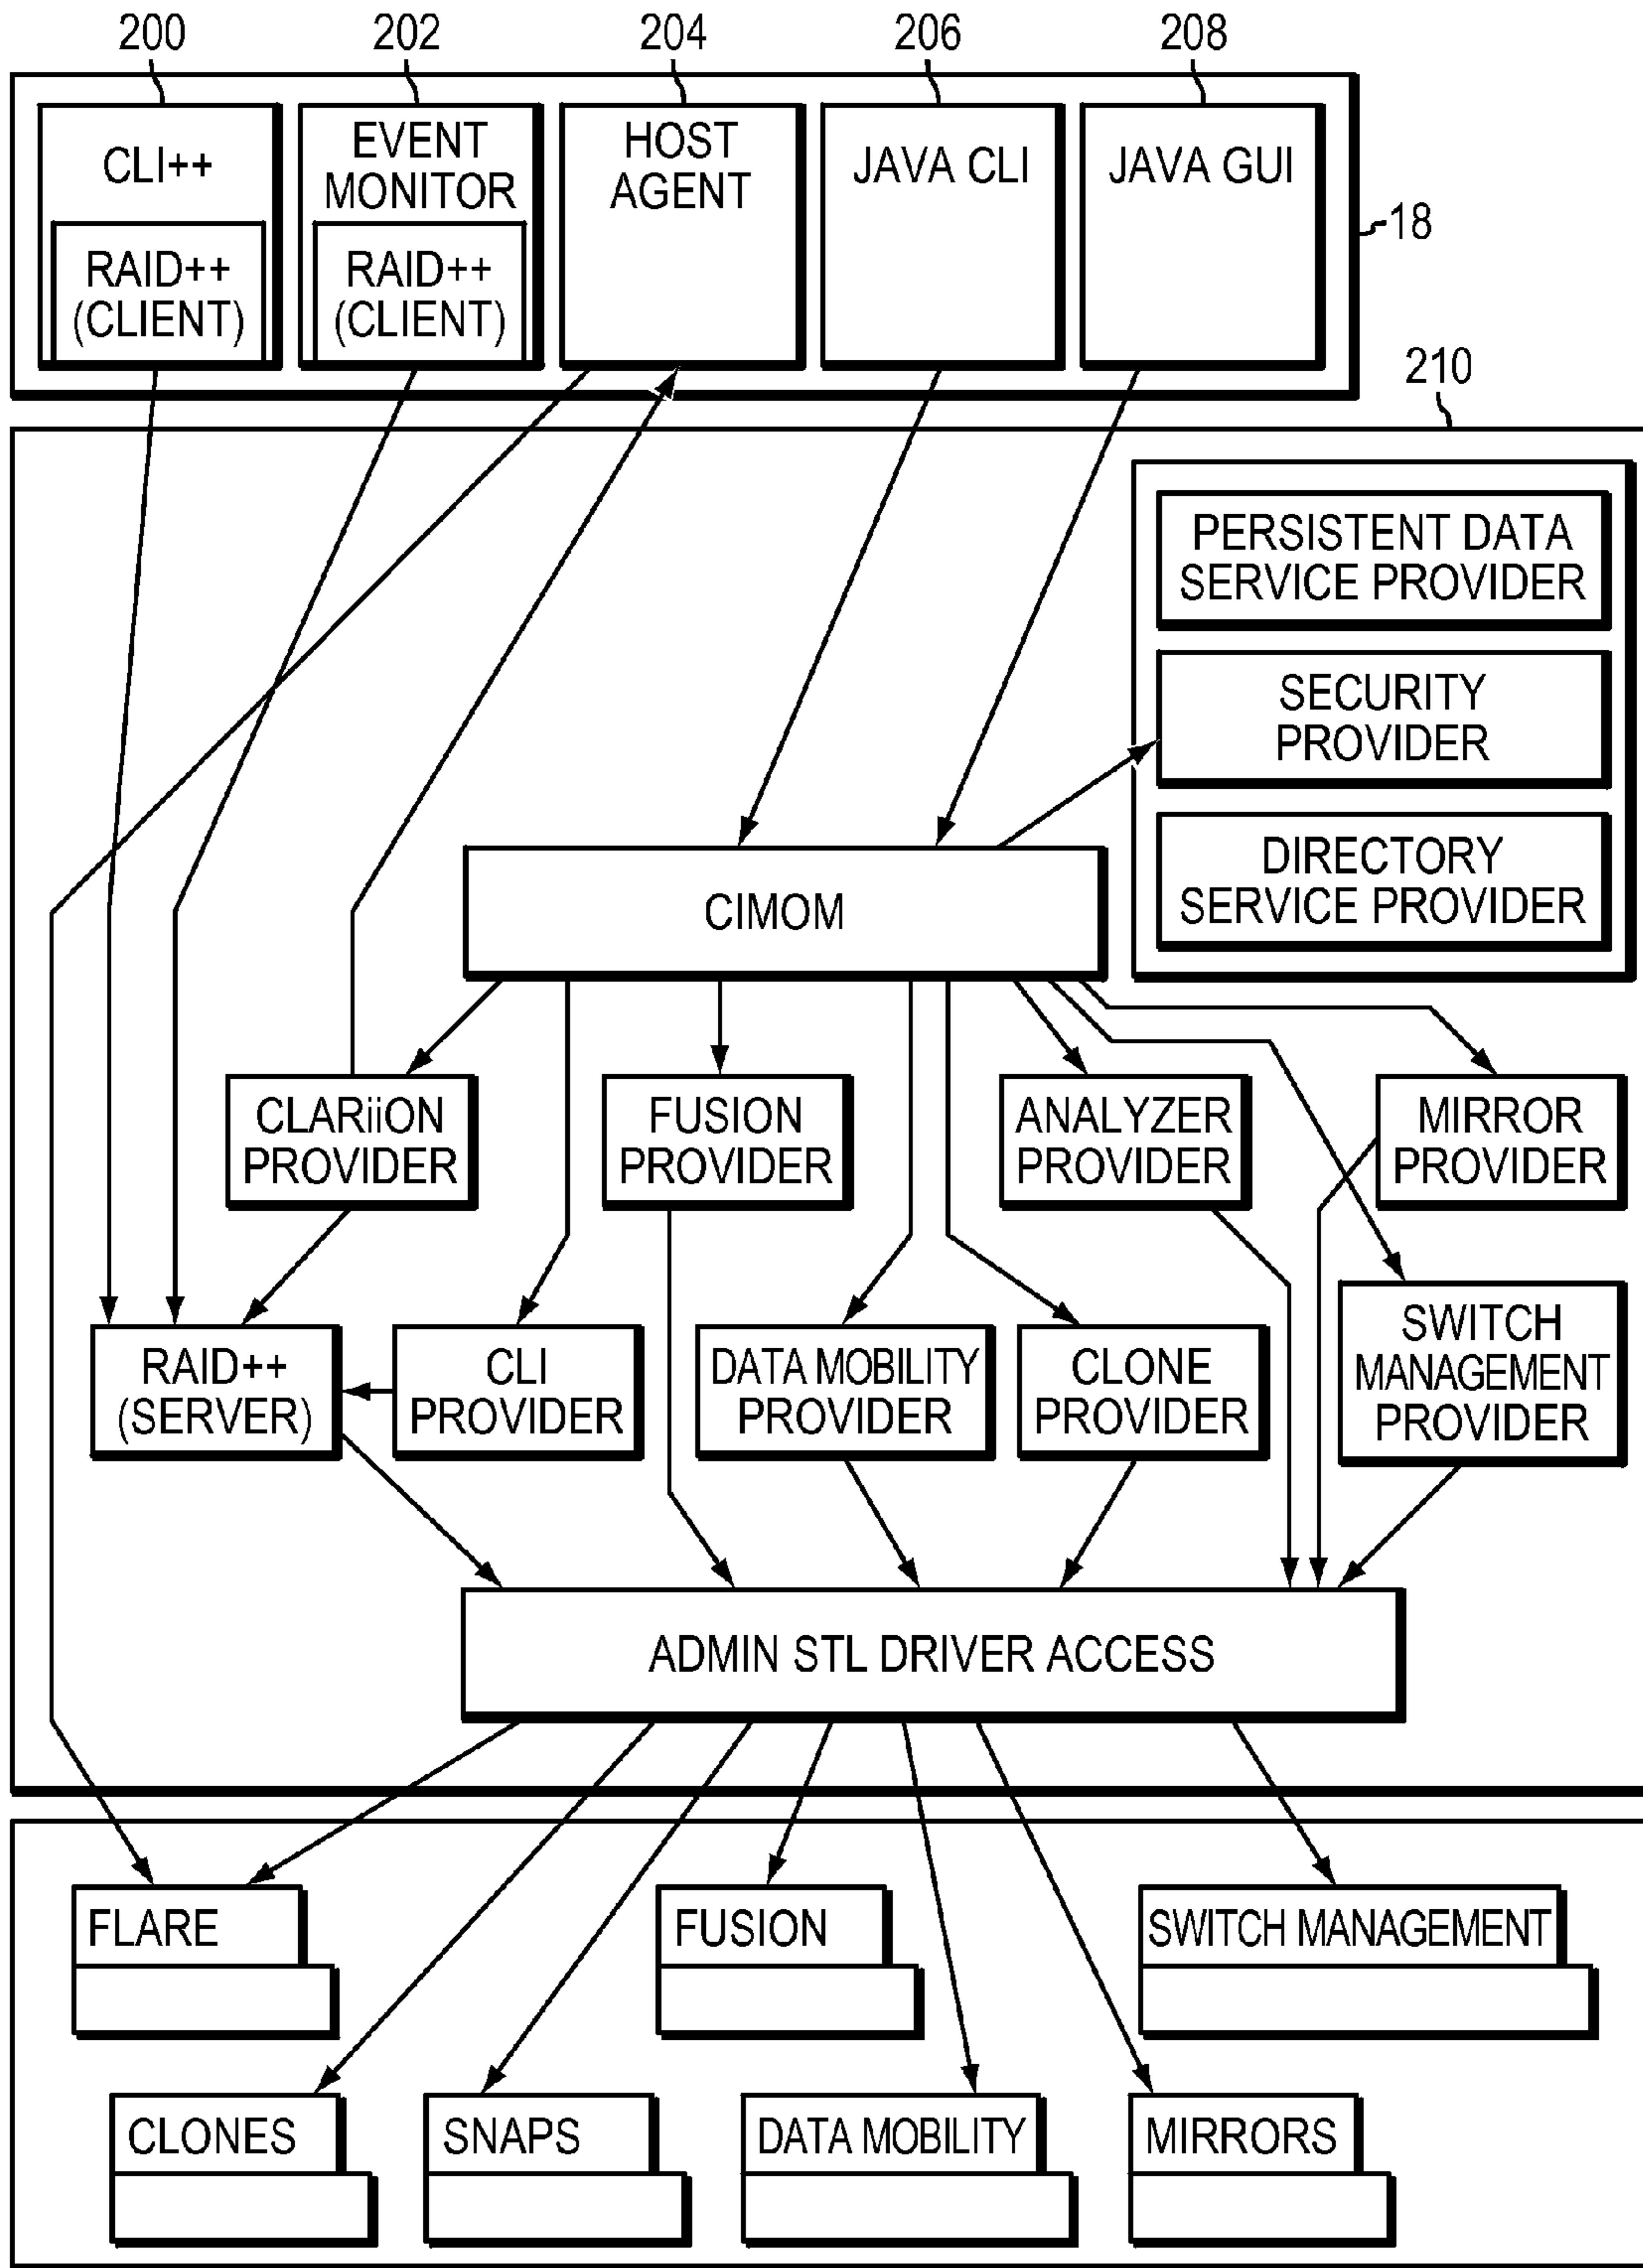 200
202
204
206
208
CLI++
RAID++
(CLIENT)
EVENT
MONITOR
RAID++
(CLIENT)
HOST
AGENT
JAVA CLI
JAVA GUI
18
210
PERSISTENT DATA
SERVICE PROVIDER
SECURITY
PROVIDER
DIRECTORY
SERVICE PROVIDER
CIMOM
CLARiiON
PROVIDER
FUSION
PROVIDER
ANALYZER
PROVIDER
MIRROR
PROVIDER
RAID++
(SERVER)
CLI
PROVIDER
DATA MOBILITY
PROVIDER
CLONE
PROVIDER
SWITCH
MANAGEMENT
PROVIDER
ADMIN STL DRIVER ACCESS
FLARE
FUSION
SWITCH MANAGEMENT
CLONES
SNAPS
DATA MOBILITY
MIRRORS